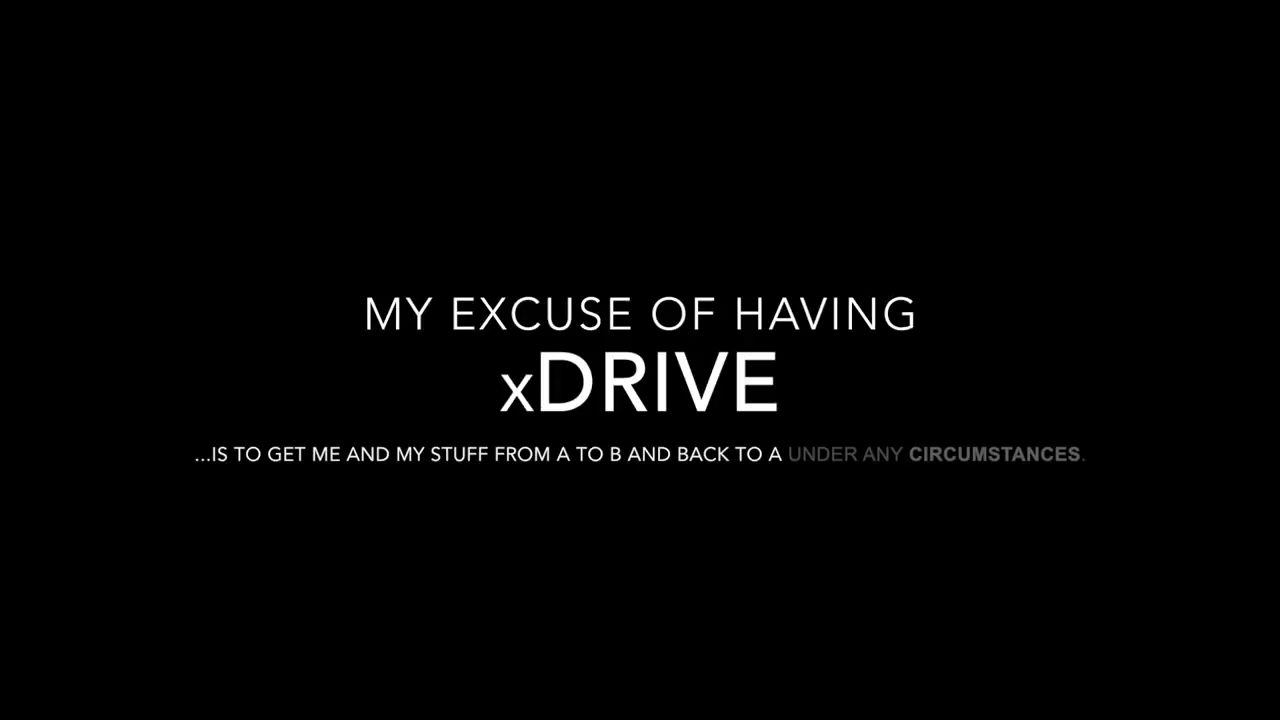 MY EXCUSE OF HAVING
xDRIVE
...IS TO GET ME AND MY STUFF FROM A TO B AND BACK TO A UNDER ANY CIRCUMSTANCES.